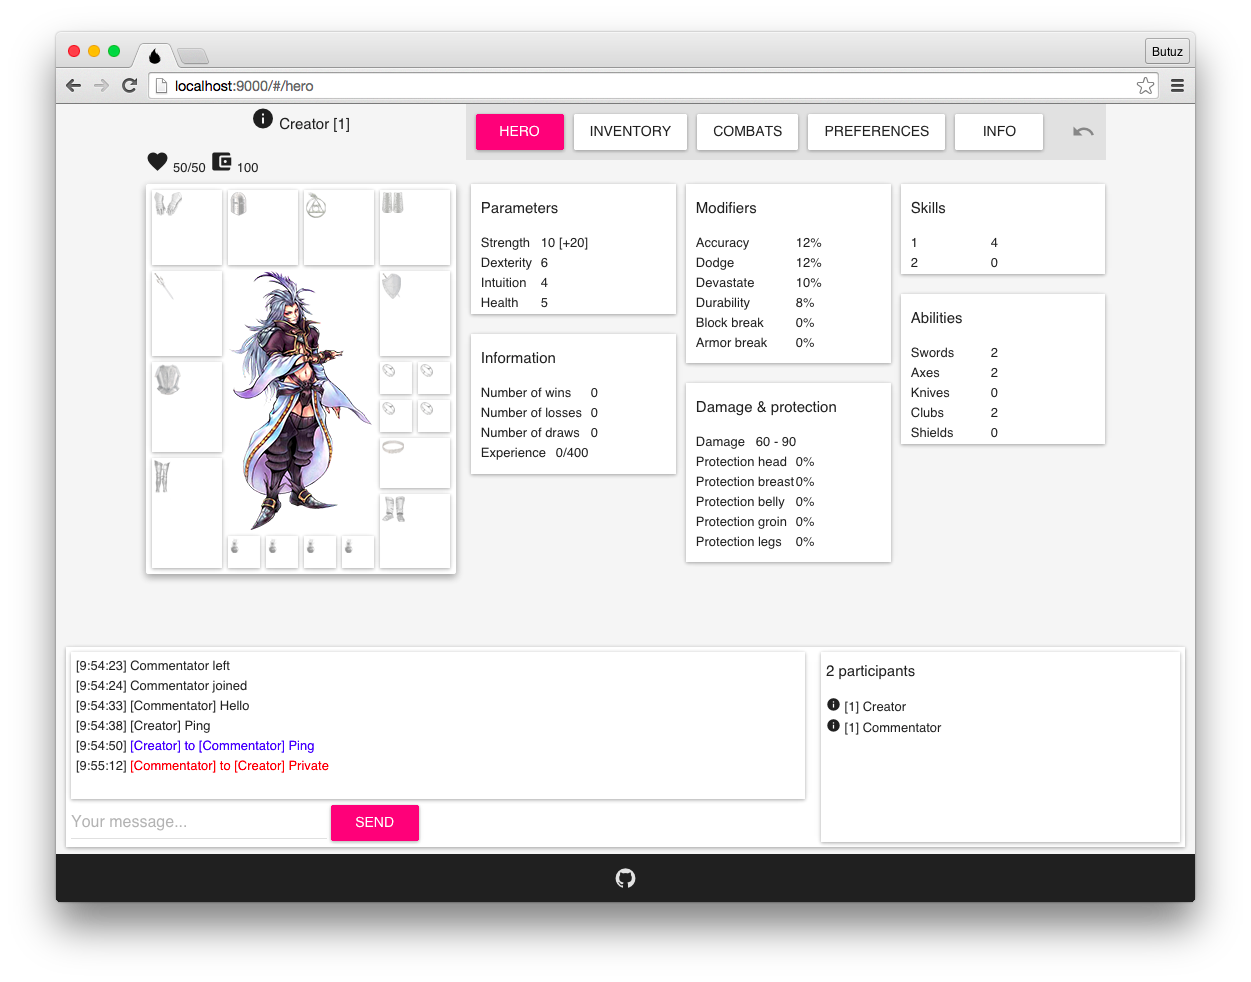 Butuz
localhost:9000/#/hero
Creator [1]
HERO
INVENTORY
COMBATS
PREFERENCES
INFO
50/50
100
Parameters
Strength 10 [+20]
Dexterity 6
Intuition 4
Health 5
Information
Number of wins 0
Number of losses 0
Number of draws 0
Experience 0/400
Modifiers
Accuracy 12%
Dodge 12%
Devastate 10%
Durability 8%
Block break 0%
Armor break 0%
Damage & protection
Damage 60 - 90
Protection head 0%
Protection breast 0%
Protection belly 0%
Protection groin 0%
Protection legs 0%
Skills
1 4
2 0
Abilities
Swords 2
Axes 2
Knives 0
Clubs 2
Shields 0
[9:54:23] Commentator left
[9:54:24] Commentator joined
[9:54:33] [Commentator] Hello
[9:54:38] [Creator] Ping
[9:54:50] [Creator] to [Commentator] Ping
[9:55:12] [Commentator] to [Creator] Private
Your message...
SEND
2 participants
[1] Creator
[1] Commentator